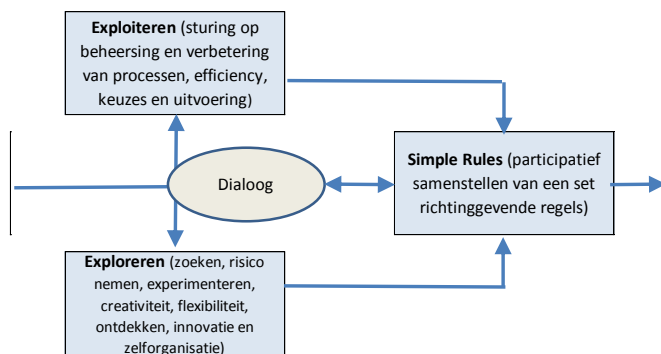 Exploiteren (sturing op
beheersing en verbetering
van processen, efficiency,
keuzes en uitvoering)
Dialoog
Simple Rules (participatief
samenstellen van een set
richtinggevende regels)
Exploreren (zoeken, risico
nemen, experimenteren,
creativiteit, flexibiliteit,
ontdekken, innovatie en
zelforganisatie)